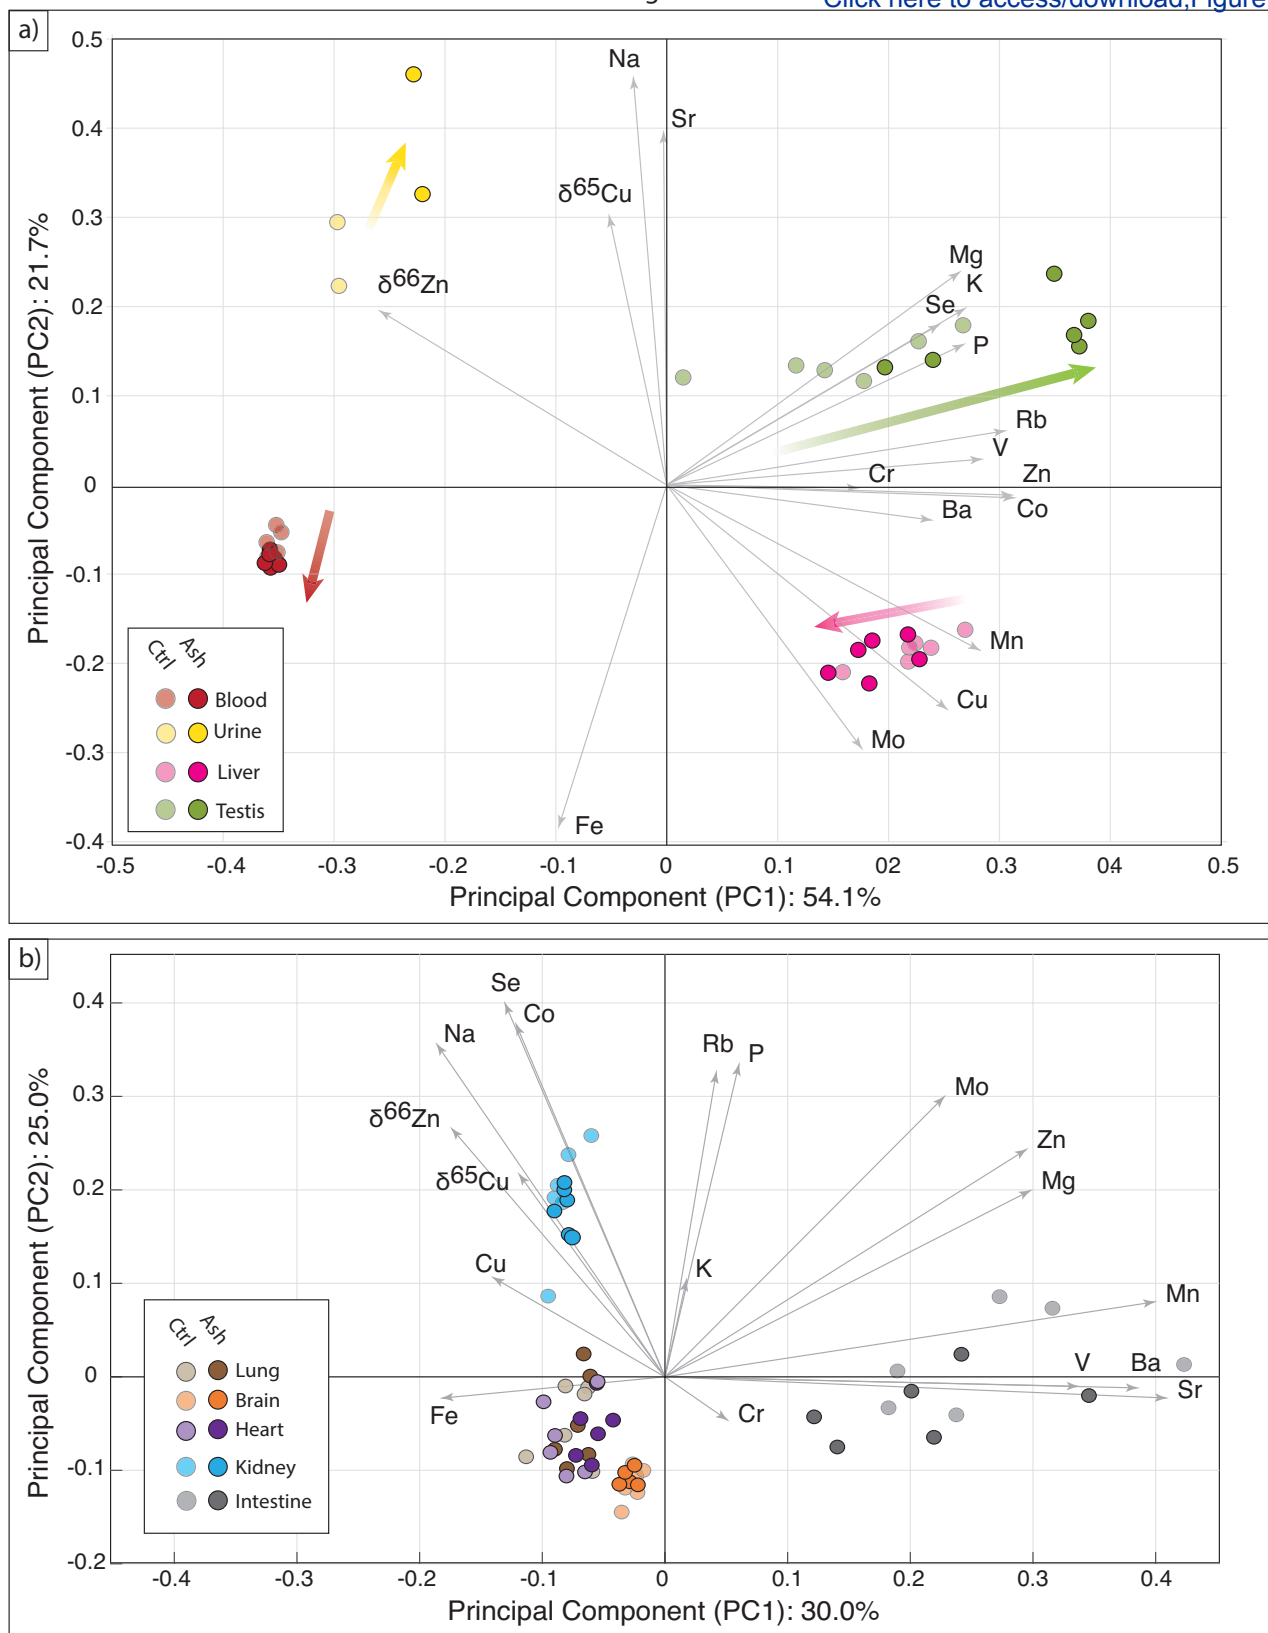 Click here to access/download;Figure
a)
0.5
0.4
0.3
0.2
0.1
0
-0.1
-0.2
-0.3
-0.4
Principal Component (PC2): 21.7%
Na
Sr
δ65Cu
δ66Zn
Mg
K
Se
P
Rb
V
Cr
Zn
Co
Ba
Mn
Cu
Mo
Fe
Ctrl Ash
Blood
Urine
Liver
Testis
-0.5 -0.4 -0.3 -0.2 -0.1 0 0.1 02 0.3 04 0.5
Principal Component (PC1): 54.1%
b)
0.4
0.3
0.2
0.1
0
-0.1
-0.2
Principal Component (PC2): 25.0%
Se
Co
Na
Rb P
Mo
δ66Zn
Zn
δ65Cu
Mg
Cu
K
Mn
V Ba
Sr
Fe
Cr
Ctrl Ash
Lung
Brain
Heart
Kidney
Intestine
-0.4 -0.3 -0.2 -0.1 0 0.1 0.2 0.3 0.4
Principal Component (PC1): 30.0%